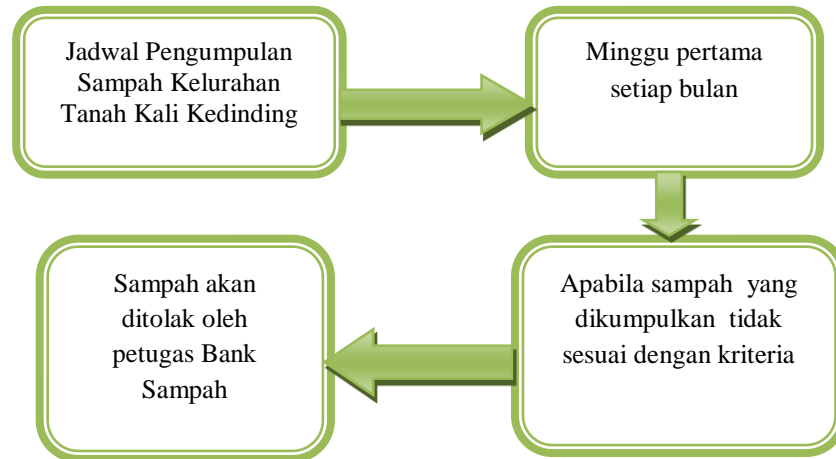 Jadwal Pengumpulan
Sampah Kelurahan
Tanah Kali Kedinding
Minggu pertama
setiap bulan
Apabila sampah yang
dikumpulkan tidak
sesuai dengan kriteria
Sampah akan
ditolak oleh
petugas Bank
Sampah